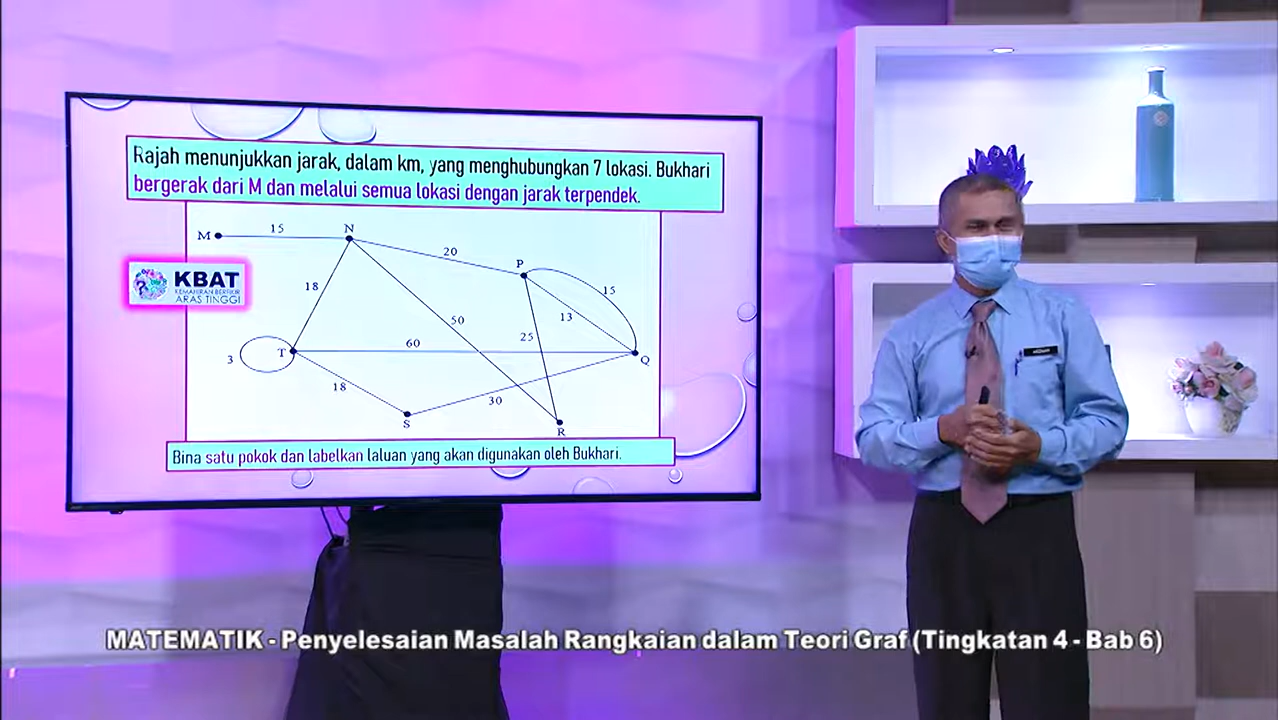 Rajah menunjukkan jarak, dalam km, yang menghubungkan 7 lokasi. Bukhari
bergerak dari M dan melalui semua lokasi dengan jarak terpendek.
M
15
N
20
P
15
KBAT
KEMAHIRAN BERFIKIR
ARAS TINGGI
18
50
13
25
60
T
3
Q
18
30
S
R
Bina satu pokok dan labelkan laluan yang akan digunakan oleh Bukhari.
MATEMATIK - Penyelesaian Masalah Rangkaian dalam Teori Graf (Tingkatan 4 - Bab 6)